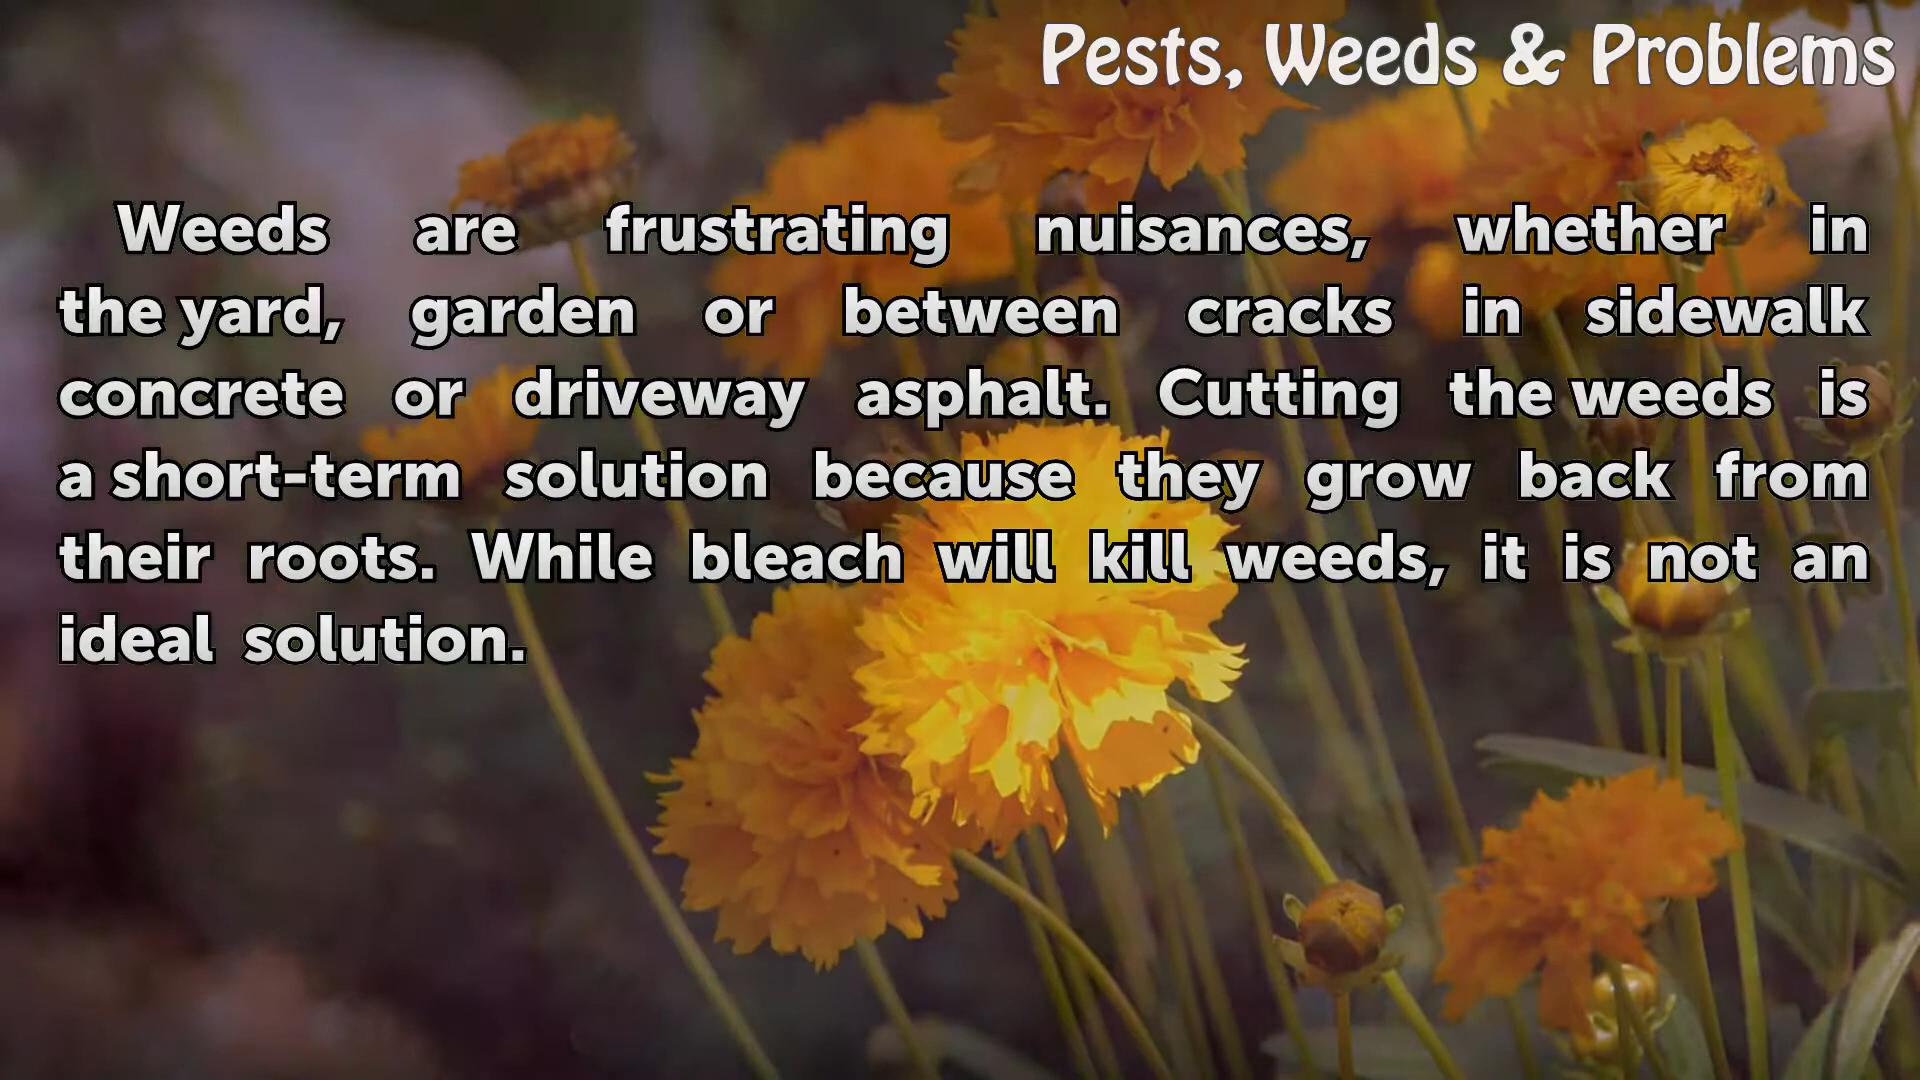 Pests, Weeds & Problems
Weeds are frustrating nuisances, whether in
the yard, garden or between cracks in sidewalk
concrete or driveway asphalt. Cutting the weeds is
a short-term solution because they grow back from
their roots. While bleach will kill weeds, it is not an
ideal solution.